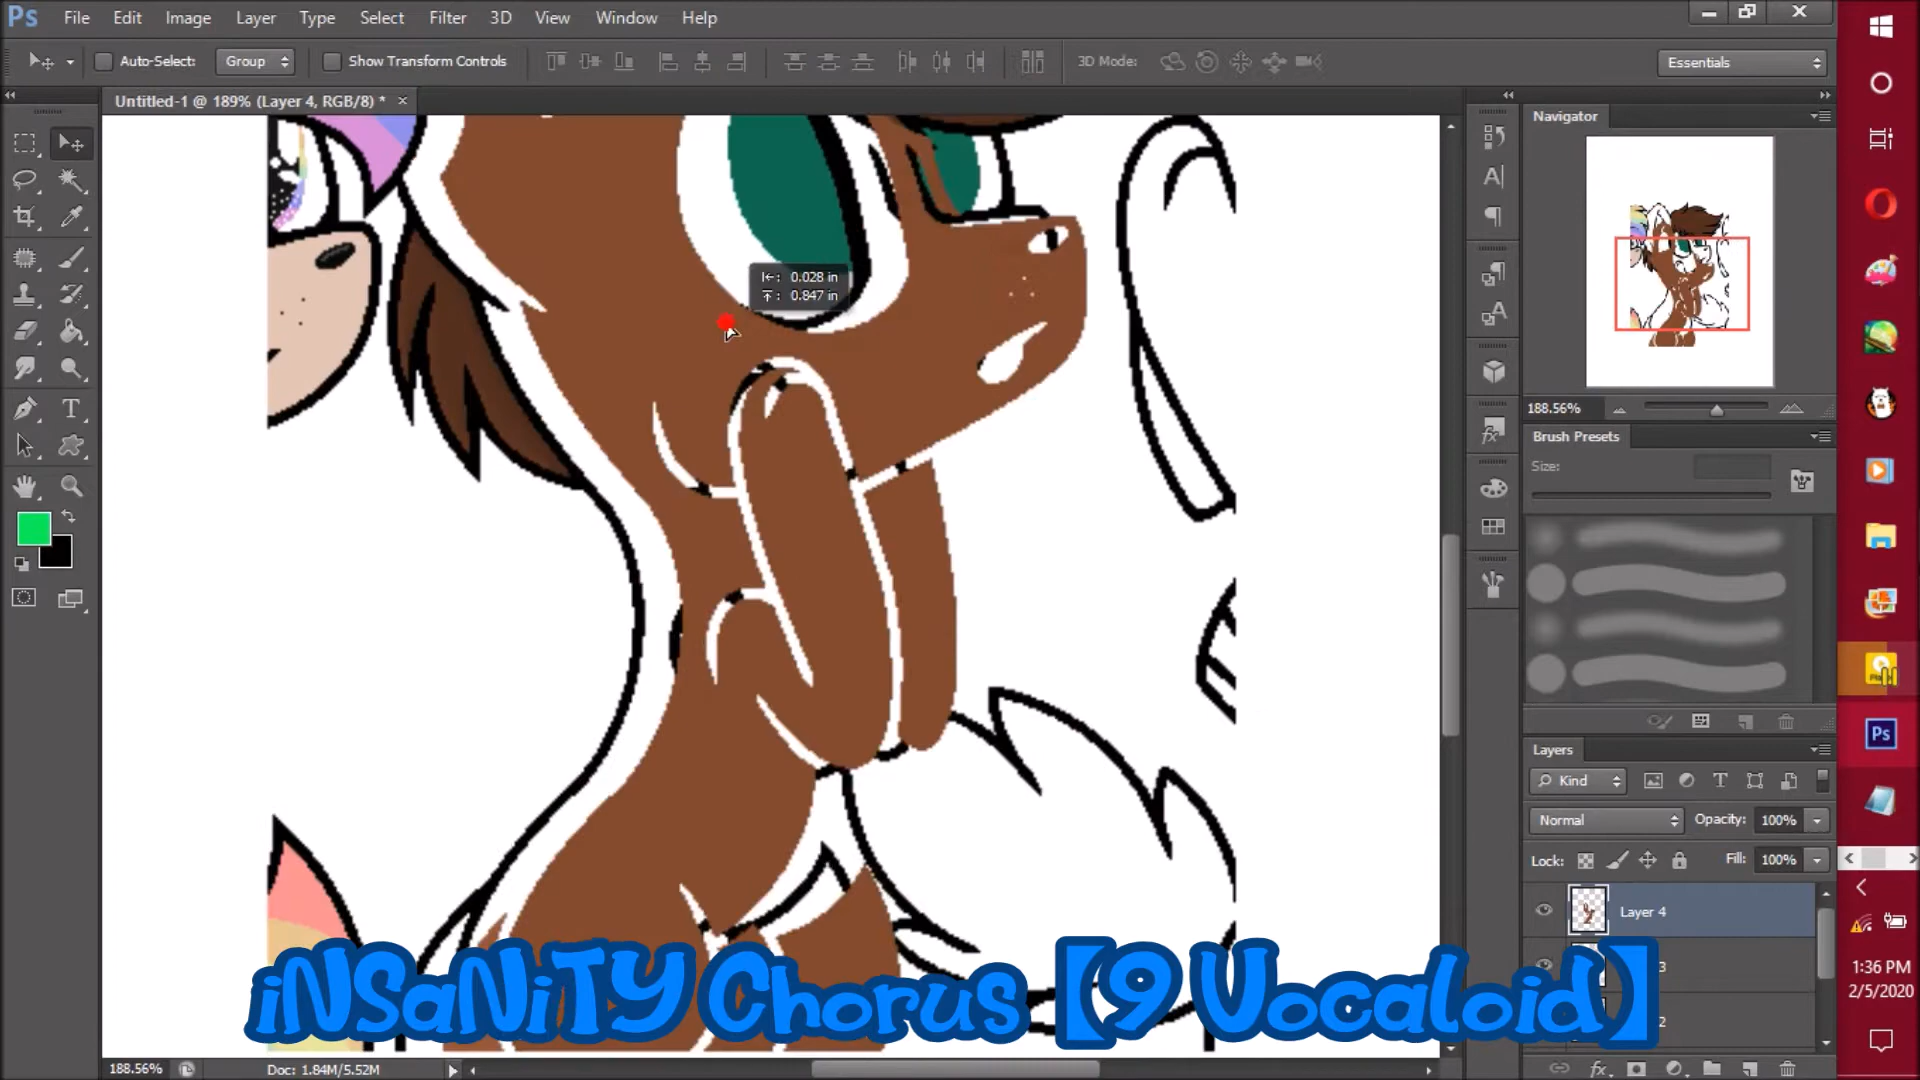 Ps File Edit Image Layer Type Select Filter 3D View Window Help
Auto-Select: Group Show Transform Controls 3D Mode: Essentials
Untitled-1 @ 189% (Layer 4, RGB/8) * ×
Navigator
0.028 in
0.847 in
188.56%
Brush Presets
Size:
Ps
Layers
Kind
Normal Opacity: 100%
Lock: Fill: 100%
Layer 4
3
2
iNSaNiTY Chorus【9 Vocaloid】
188.56% Doc: 1.84M/5.52M
1:36 PM
2/5/2020